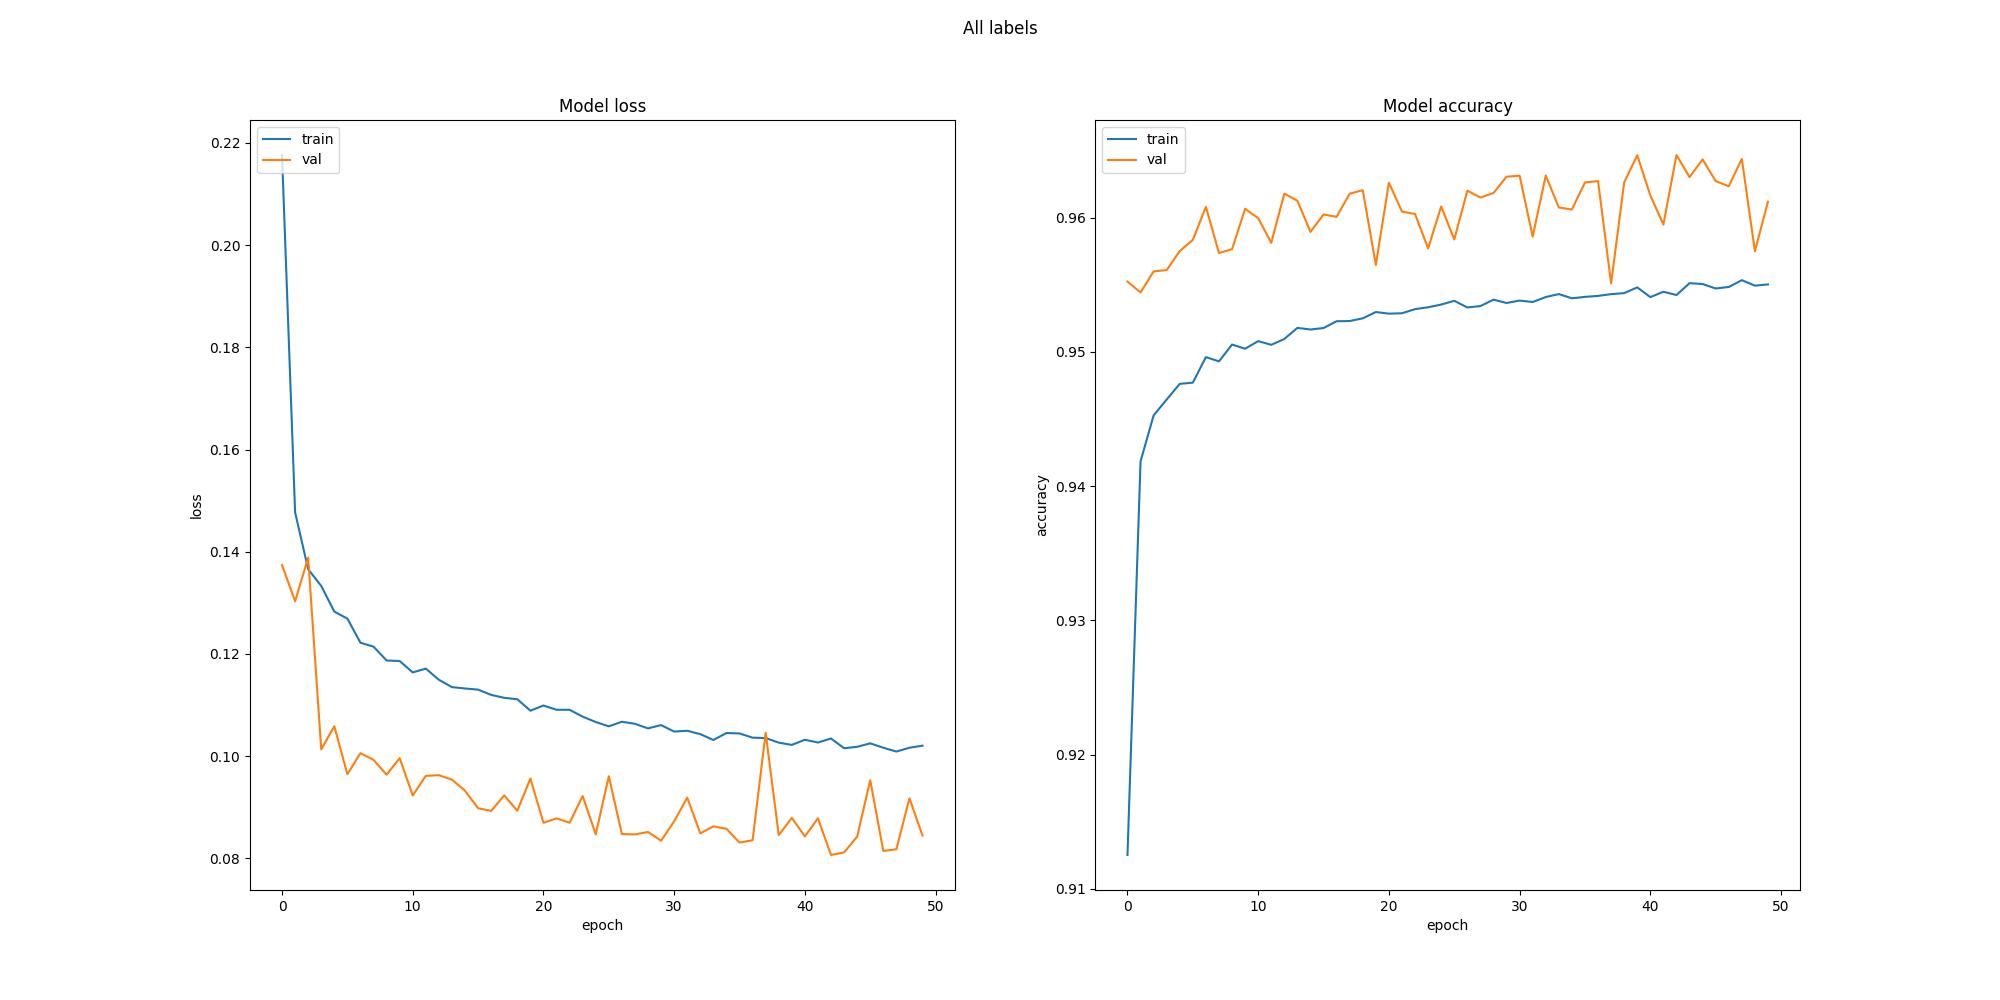 All labels
Model loss
train
val
0.22
0.20
0.18
0.16
0.14
0.12
0.10
0.08
loss
0 10 20 30 40 50
epoch
Model accuracy
train
val
0.96
0.95
0.94
0.93
0.92
0.91
accuracy
0 10 20 30 40 50
epoch